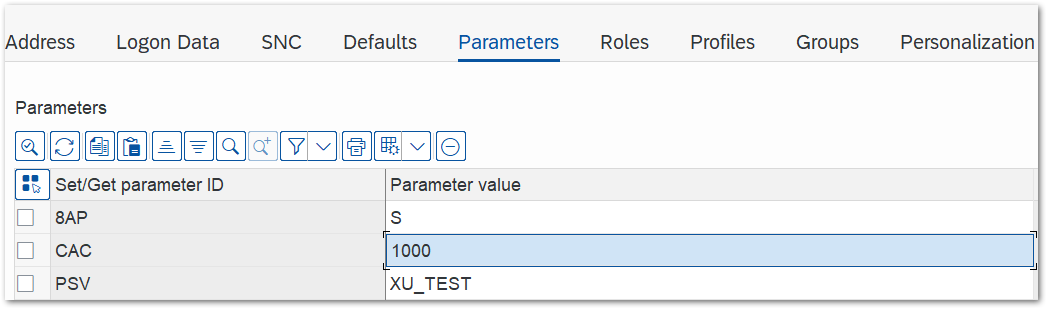 Address Logon Data SNC Defaults Parameters Roles Profiles Groups Personalization
Parameters
Set/Get parameter ID Parameter value
8AP S
CAC 1000
PSV XU_TEST